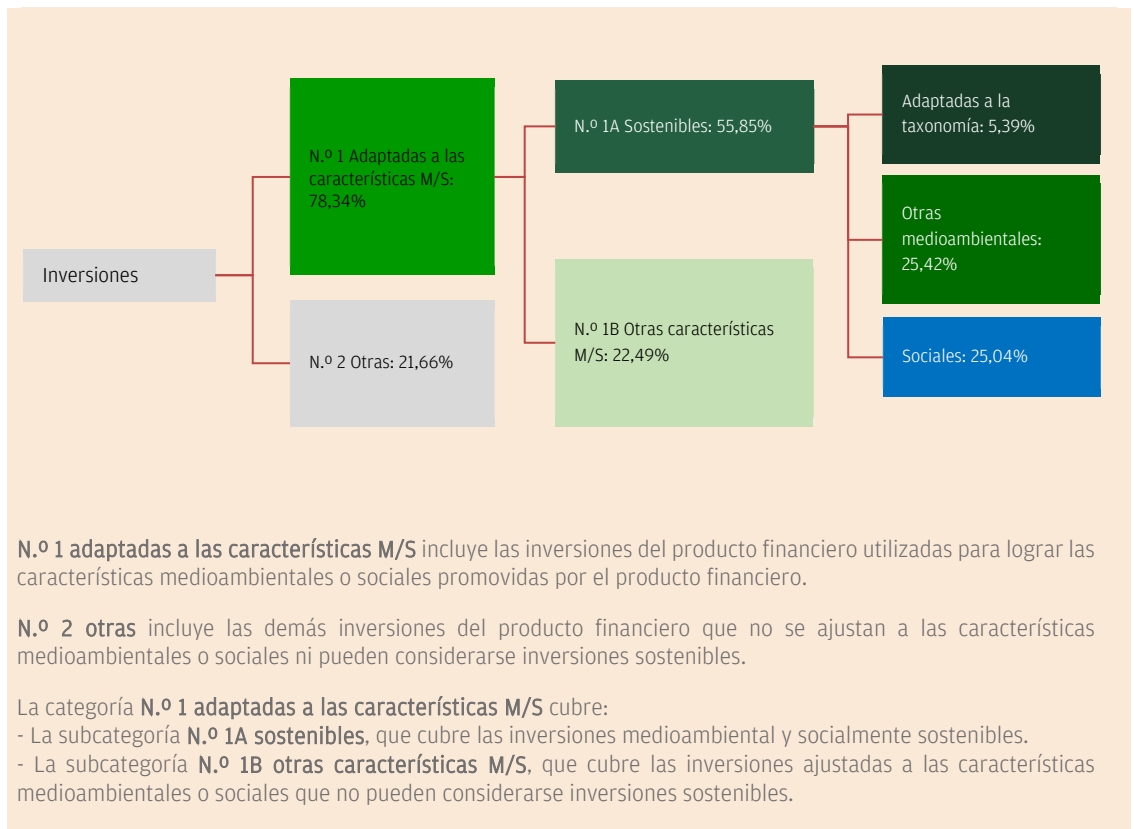 Inversiones
N.º 1 Adaptadas a las
características M/S:
78,34%
N.º 2 Otras: 21,66%
N.º 1A Sostenibles: 55,85%
N.º 1B Otras características
M/S: 22,49%
Adaptadas a la
taxonomía: 5,39%
Otras
medioambientales:
25,42%
Sociales: 25,04%
N.º 1 adaptadas a las características M/S incluye las inversiones del producto financiero utilizadas para lograr las
características medioambientales o sociales promovidas por el producto financiero.
N.º 2 otras incluye las demás inversiones del producto financiero que no se ajustan a las características
medioambientales o sociales ni pueden considerarse inversiones sostenibles.
La categoría N.º 1 adaptadas a las características M/S cubre:
- La subcategoría N.º 1A sostenibles, que cubre las inversiones medioambiental y socialmente sostenibles.
- La subcategoría N.º 1B otras características M/S, que cubre las inversiones ajustadas a las características
medioambientales o sociales que no pueden considerarse inversiones sostenibles.